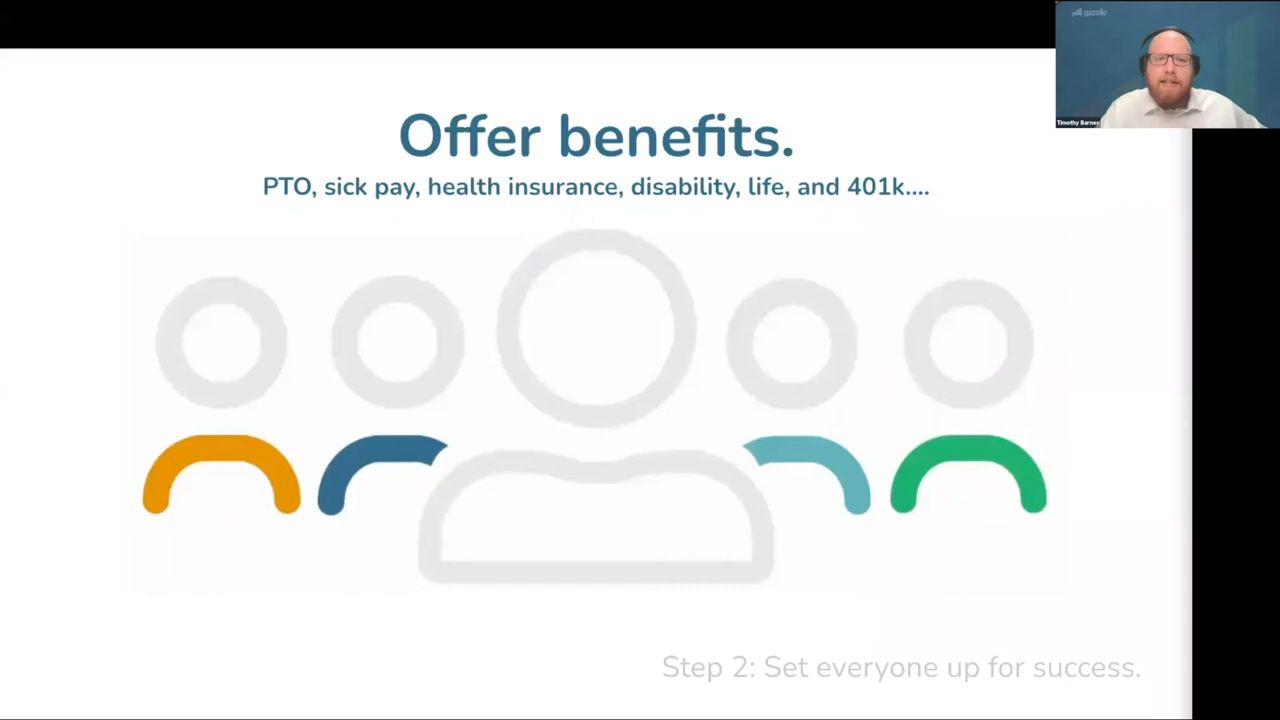 Offer benefits.
PTO, sick pay, health insurance, disability, life, and 401k....
Step 2: Set everyone up for success.
gazelle
Timothy Barnes